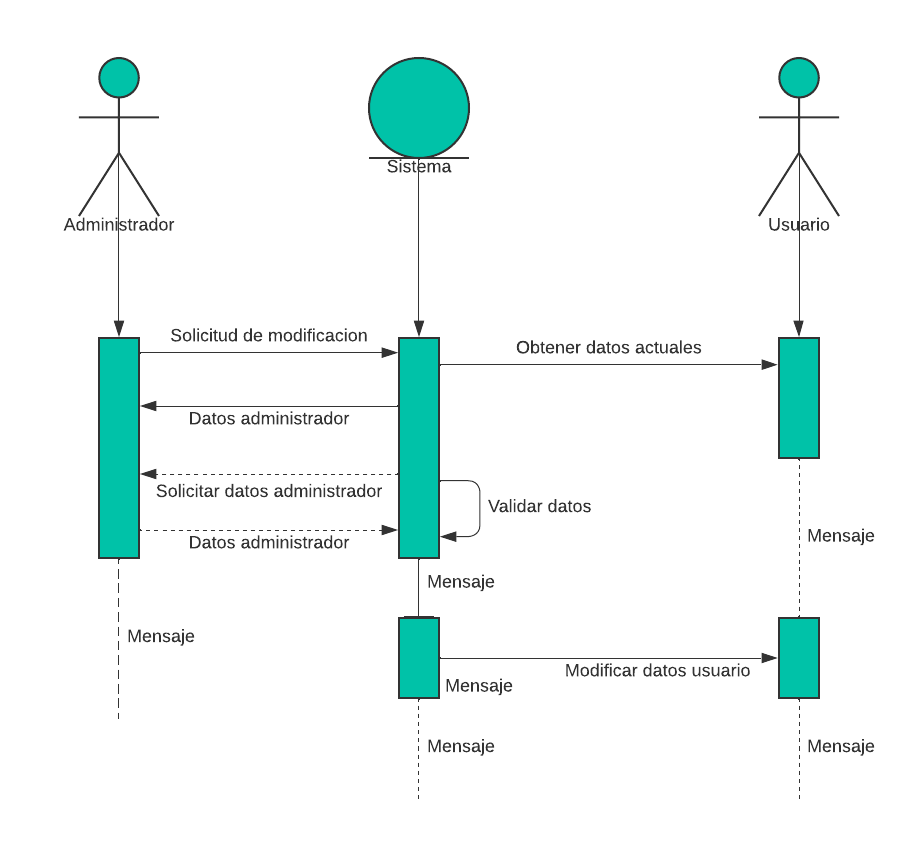 Sistema
Administrador
Usuario
Solicitud de modificacion
Obtener datos actuales
Datos administrador
Solicitar datos administrador
Validar datos
Datos administrador
Mensaje
Mensaje
Mensaje
Modificar datos usuario
Mensaje
Mensaje
Mensaje